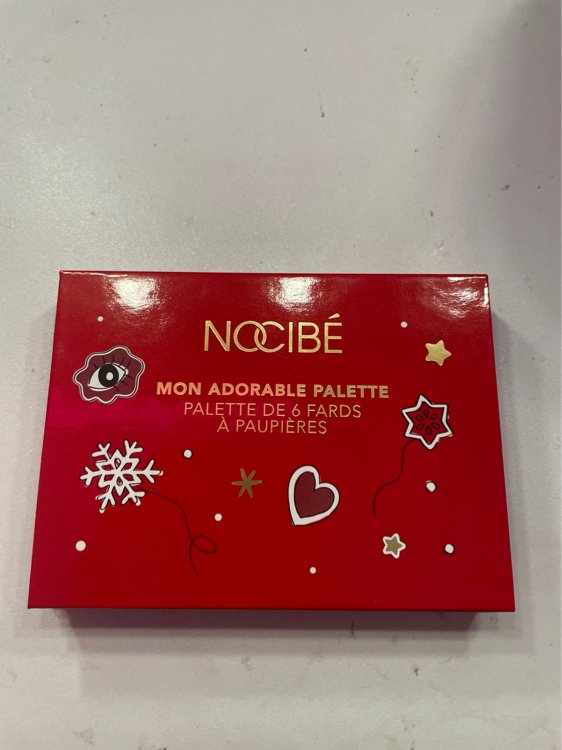 NOCIBÉ
MON ADORABLE PALETTE
PALETTE DE 6 FARDS
À PAUPIÈRES